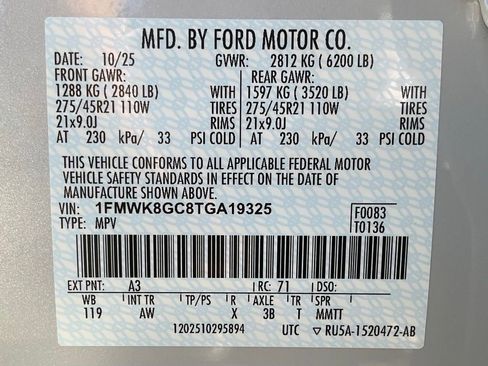 MFD. BY FORD MOTOR CO.
DATE: 10/25 GVWR: 2812 KG ( 6200 LB)
FRONT GAWR: REAR GAWR:
1288 KG ( 2840 LB) WITH 1597 KG ( 3520 LB) WITH
275/45R21 110W TIRES 275/45R21 110W TIRES
21x9.0J RIMS 21x9.0J RIMS
AT 230 kPa/ 33 PSI COLD AT 230 kPa/ 33 PSI COLD
THIS VEHICLE CONFORMS TO ALL APPLICABLE FEDERAL MOTOR
VEHICLE SAFETY STANDARDS IN EFFECT ON THE DATE OF
MANUFACTURE SHOWN ABOVE.
VIN: 1FMWK8GC8TGA19325 F0083
TYPE: MPV T0136
EXT PNT: A3 RC: 71 DSO:
WB INT TR TP/PS R AXLE TR SPR
119 AW X 3B T MMTT
1202510295894 UTC ▽ RU5A-1520472-AB